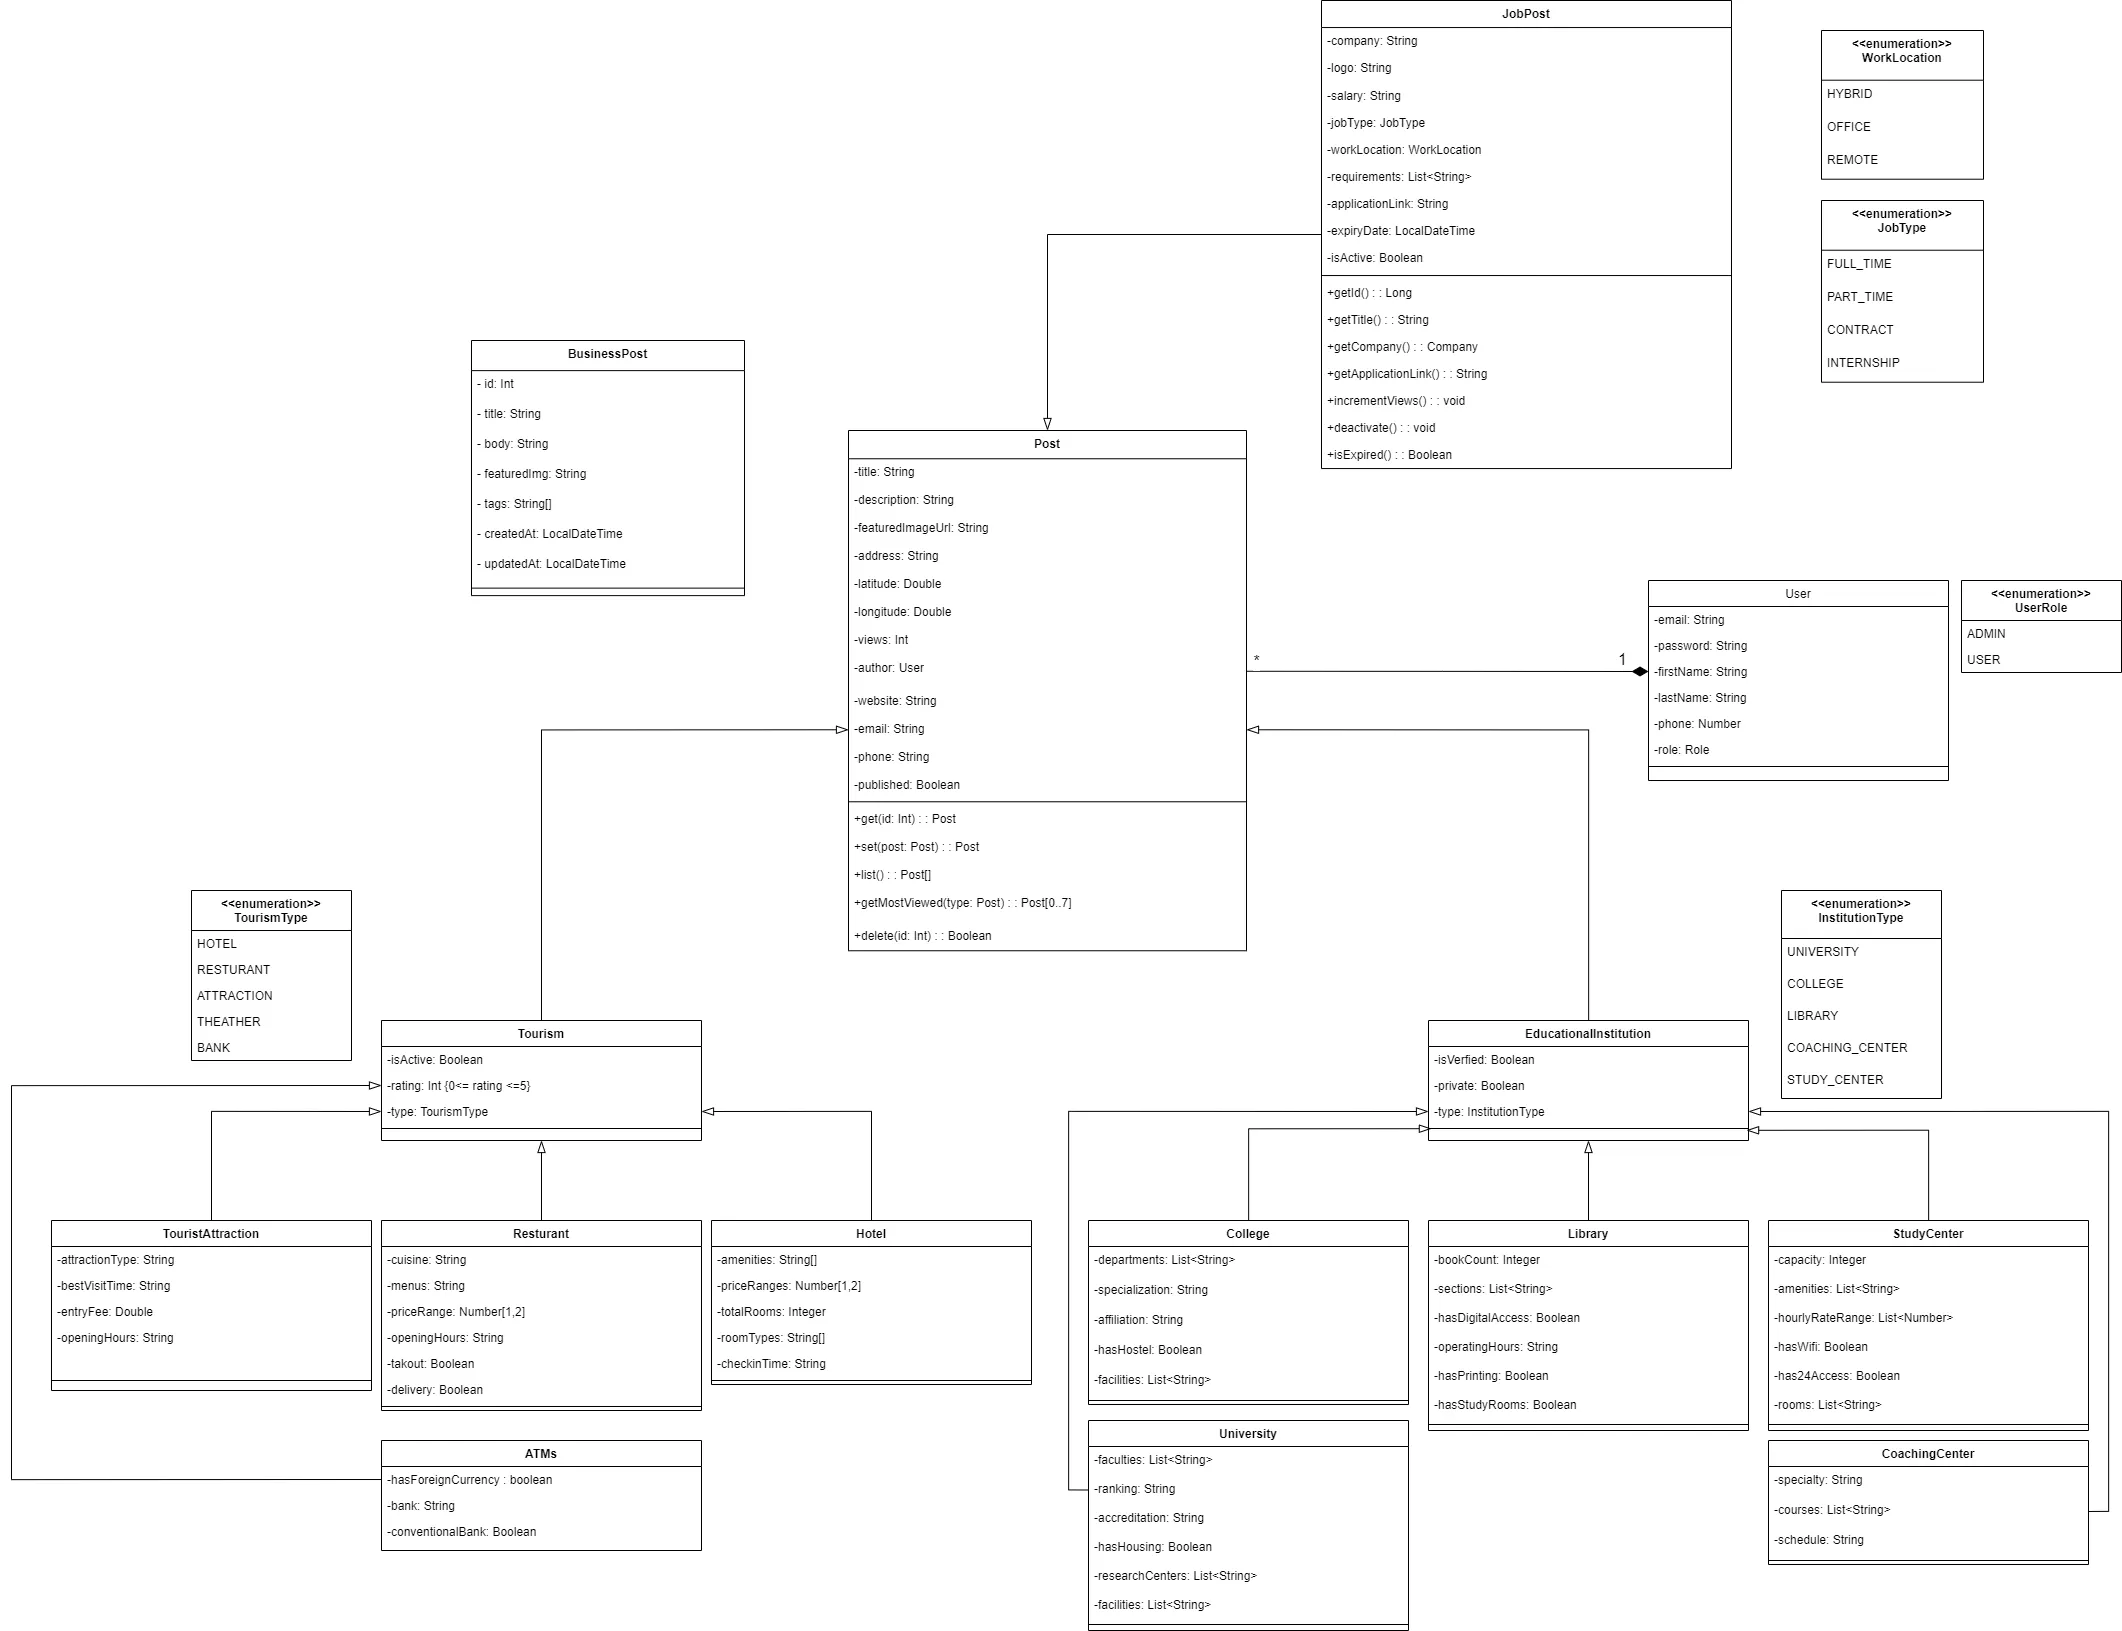 JobPost
-company: String
-logo: String
-salary: String
-jobType: JobType
-workLocation: WorkLocation
-requirements: List<String>
-applicationLink: String
-expiryDate: LocalDateTime
-isActive: Boolean
+getId() : : Long
+getTitle() : : String
+getCompany() : : Company
+getApplicationLink() : : String
+incrementViews() : : void
+deactivate() : : void
+isExpired() : : Boolean
<<enumeration>>
WorkLocation
HYBRID
OFFICE
REMOTE
<<enumeration>>
JobType
FULL_TIME
PART_TIME
CONTRACT
INTERNSHIP
BusinessPost
- id: Int
- title: String
- body: String
- featuredImg: String
- tags: String[]
- createdAt: LocalDateTime
- updatedAt: LocalDateTime
Post
-title: String
-description: String
-featuredImageUrl: String
-address: String
-latitude: Double
-longitude: Double
-views: Int
-author: User
-website: String
-email: String
-phone: String
-published: Boolean
+get(id: Int) : : Post
+set(post: Post) : : Post
+list() : : Post[]
+getMostViewed(type: Post) : : Post[0..7]
+delete(id: Int) : : Boolean
*
1
User
-email: String
-password: String
-firstName: String
-lastName: String
-phone: Number
-role: Role
<<enumeration>>
UserRole
ADMIN
USER
<<enumeration>>
TourismType
HOTEL
RESTURANT
ATTRACTION
THEATHER
BANK
<<enumeration>>
InstitutionType
UNIVERSITY
COLLEGE
LIBRARY
COACHING_CENTER
STUDY_CENTER
Tourism
-isActive: Boolean
-rating: Int {0<= rating <=5}
-type: TourismType
EducationalInstitution
-isVerfied: Boolean
-private: Boolean
-type: InstitutionType
TouristAttraction
-attractionType: String
-bestVisitTime: String
-entryFee: Double
-openingHours: String
Resturant
-cuisine: String
-menus: String
-priceRange: Number[1,2]
-openingHours: String
-takout: Boolean
-delivery: Boolean
Hotel
-amenities: String[]
-priceRanges: Number[1,2]
-totalRooms: Integer
-roomTypes: String[]
-checkinTime: String
College
-departments: List<String>
-specialization: String
-affiliation: String
-hasHostel: Boolean
-facilities: List<String>
Library
-bookCount: Integer
-sections: List<String>
-hasDigitalAccess: Boolean
-operatingHours: String
-hasPrinting: Boolean
-hasStudyRooms: Boolean
StudyCenter
-capacity: Integer
-amenities: List<String>
-hourlyRateRange: List<Number>
-hasWifi: Boolean
-has24Access: Boolean
-rooms: List<String>
ATMs
-hasForeignCurrency : boolean
-bank: String
-conventionalBank: Boolean
University
-faculties: List<String>
-ranking: String
-accreditation: String
-hasHousing: Boolean
-researchCenters: List<String>
-facilities: List<String>
CoachingCenter
-specialty: String
-courses: List<String>
-schedule: String